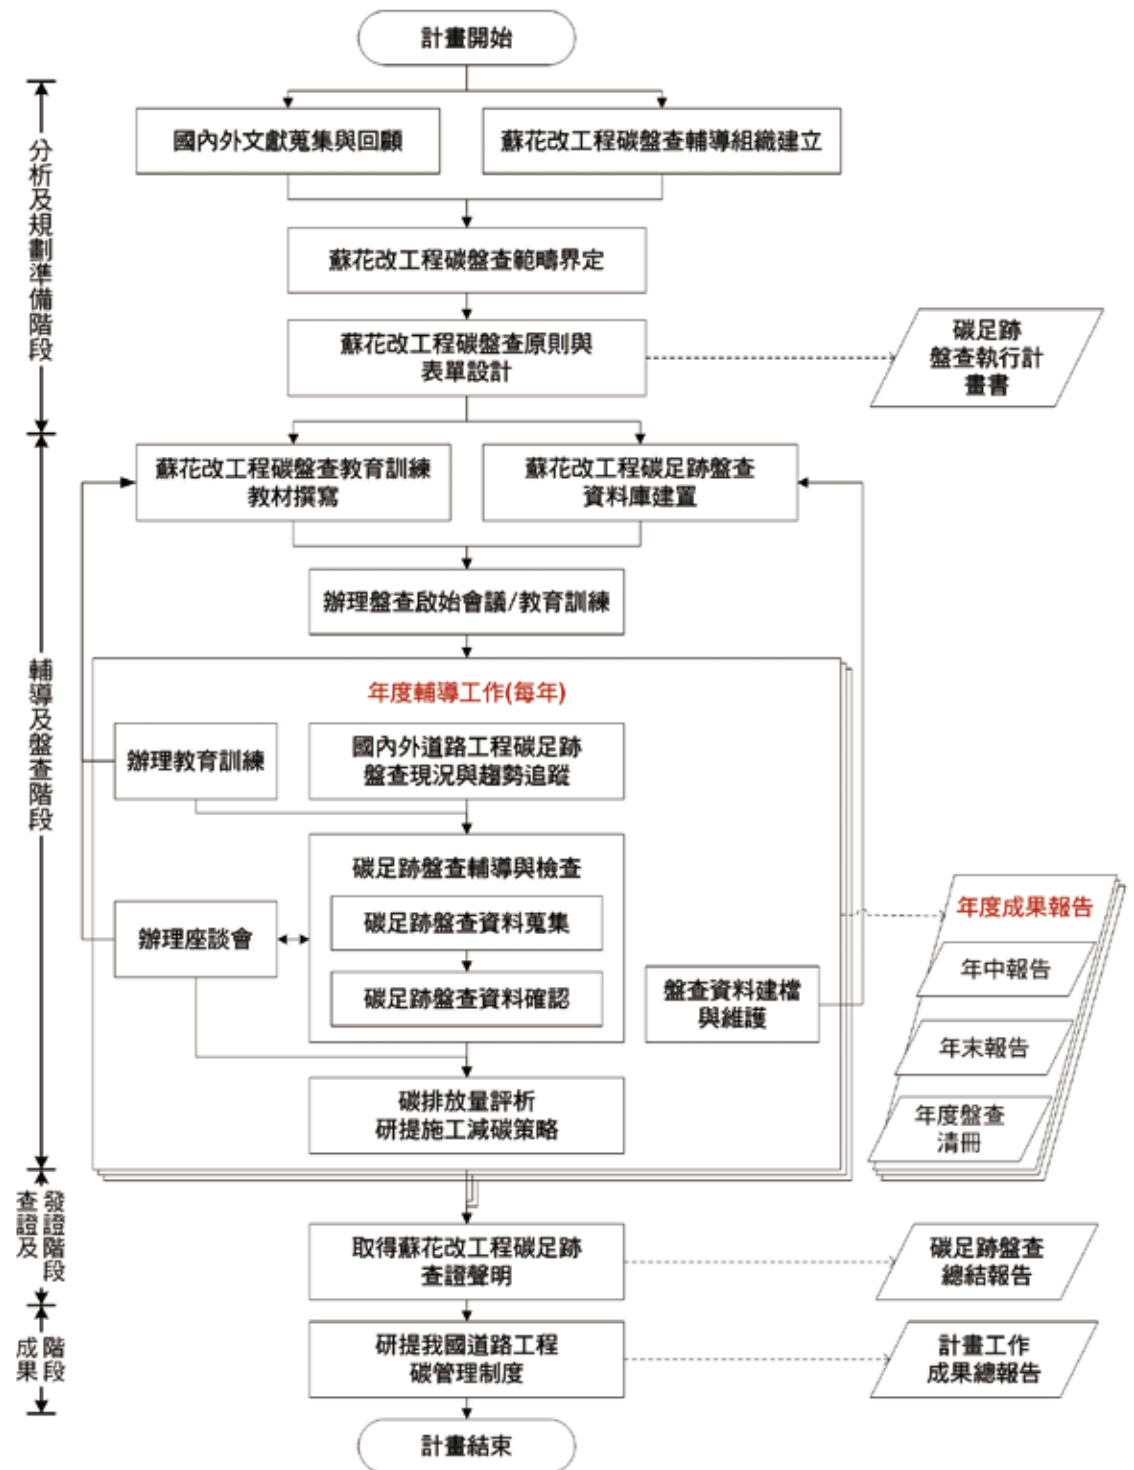 計畫開始
分析及規劃準備階段
國內外文獻蒐集與回顧
蘇花改工程碳盤查輔導組織建立
蘇花改工程碳盤查範疇界定
蘇花改工程碳盤查原則與
表單設計
碳足跡
盤查執行計
畫書
輔導及盤查階段
蘇花改工程碳盤查教育訓練
教材撰寫
蘇花改工程碳足跡盤查
資料庫建置
辦理盤查啟始會議/教育訓練
年度輔導工作(每年)
辦理教育訓練
國內外道路工程碳足跡
盤查現況與趨勢追蹤
碳足跡盤查輔導與檢查
碳足跡盤查資料蒐集
辦理座談會
碳足跡盤查資料確認
盤查資料建檔
與維護
碳排放量評析
研提施工減碳策略
年度成果報告
年中報告
年末報告
年度盤查
清冊
查證及
發證階段
取得蘇花改工程碳足跡
查證聲明
碳足跡盤查
總結報告
成果
階段
研提我國道路工程
碳管理制度
計畫工作
成果總報告
計畫結束